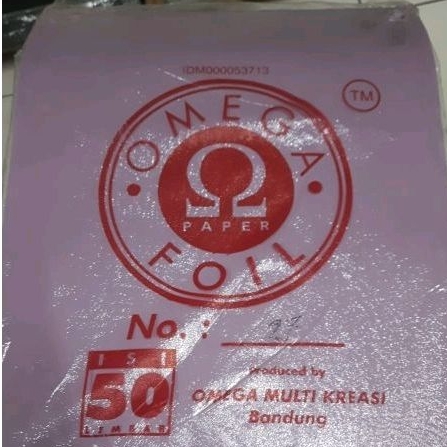 IDM000053713
TM
OMEGA
Ω
PAPER
FOIL
No. :
ISI
50
LEMBAR
produced by
OMEGA MULTI KREASI
Bandung